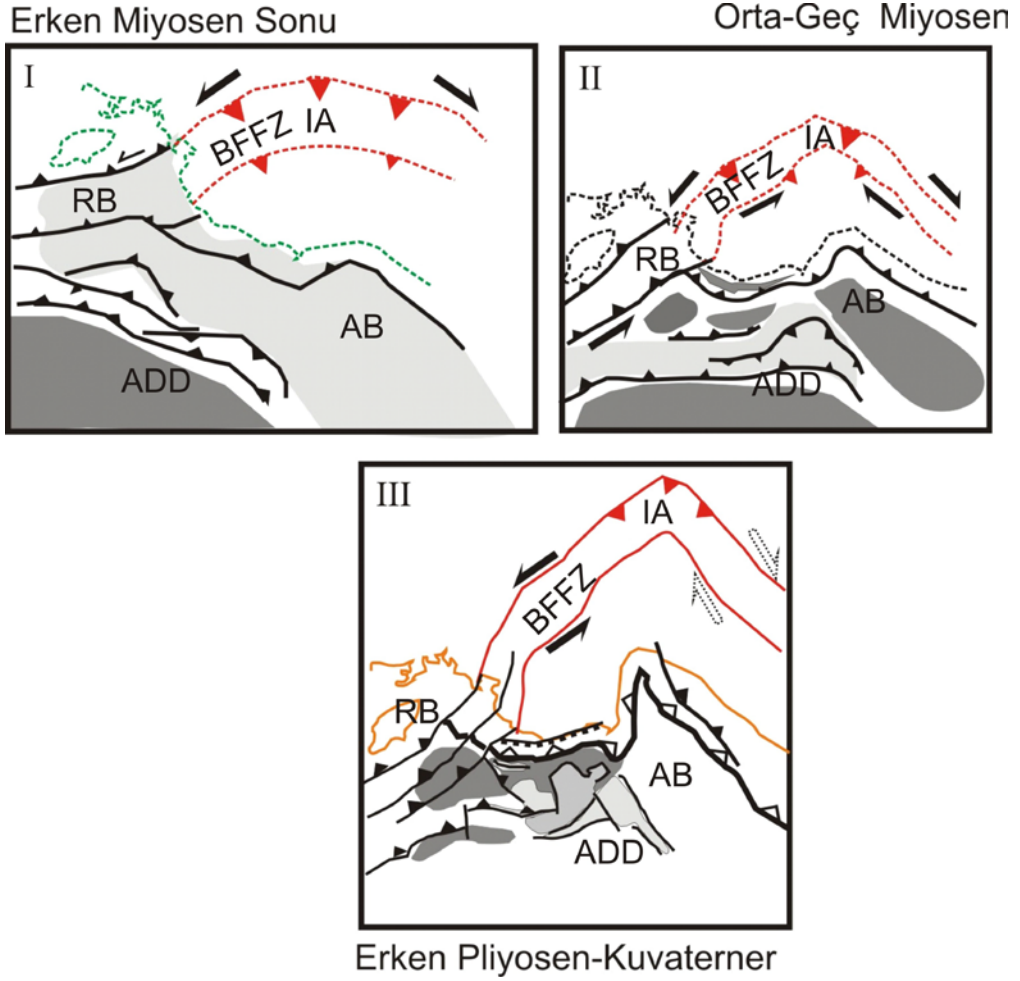 Erken Miyosen Sonu
I
BFFZ
IA
RB
AB
ADD
Orta-Geç Miyosen
II
IA
BFFZ
RB
AB
ADD
III
IA
BFFZ
RB
AB
ADD
Erken Pliyosen-Kuvaterner